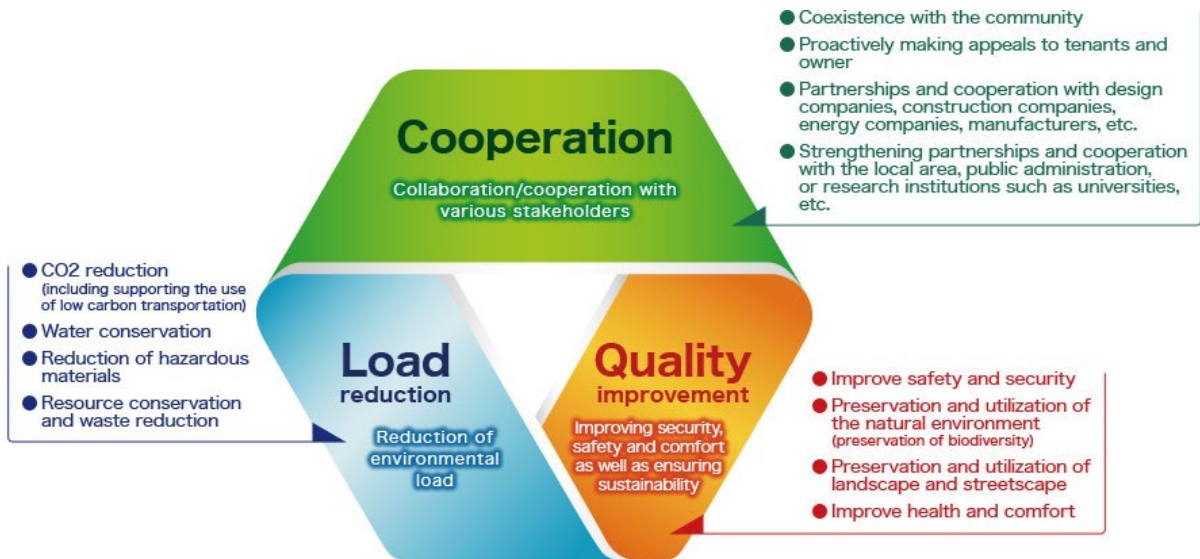 Cooperation
Collaboration/cooperation with
various stakeholders
● Coexistence with the community
● Proactively making appeals to tenants and
owner
● Partnerships and cooperation with design
companies, construction companies,
energy companies, manufacturers, etc.
● Strengthening partnerships and cooperation
with the local area, public administration,
or research institutions such as universities,
etc.
● CO2 reduction
(including supporting the use
of low carbon transportation)
● Water conservation
● Reduction of hazardous
materials
● Resource conservation
and waste reduction
Load
reduction
Reduction of
environmental
load
Quality
improvement
Improving security,
safety and comfort
as well as ensuring
sustainability
● Improve safety and security
● Preservation and utilization of
the natural environment
(preservation of biodiversity)
● Preservation and utilization of
landscape and streetscape
● Improve health and comfort